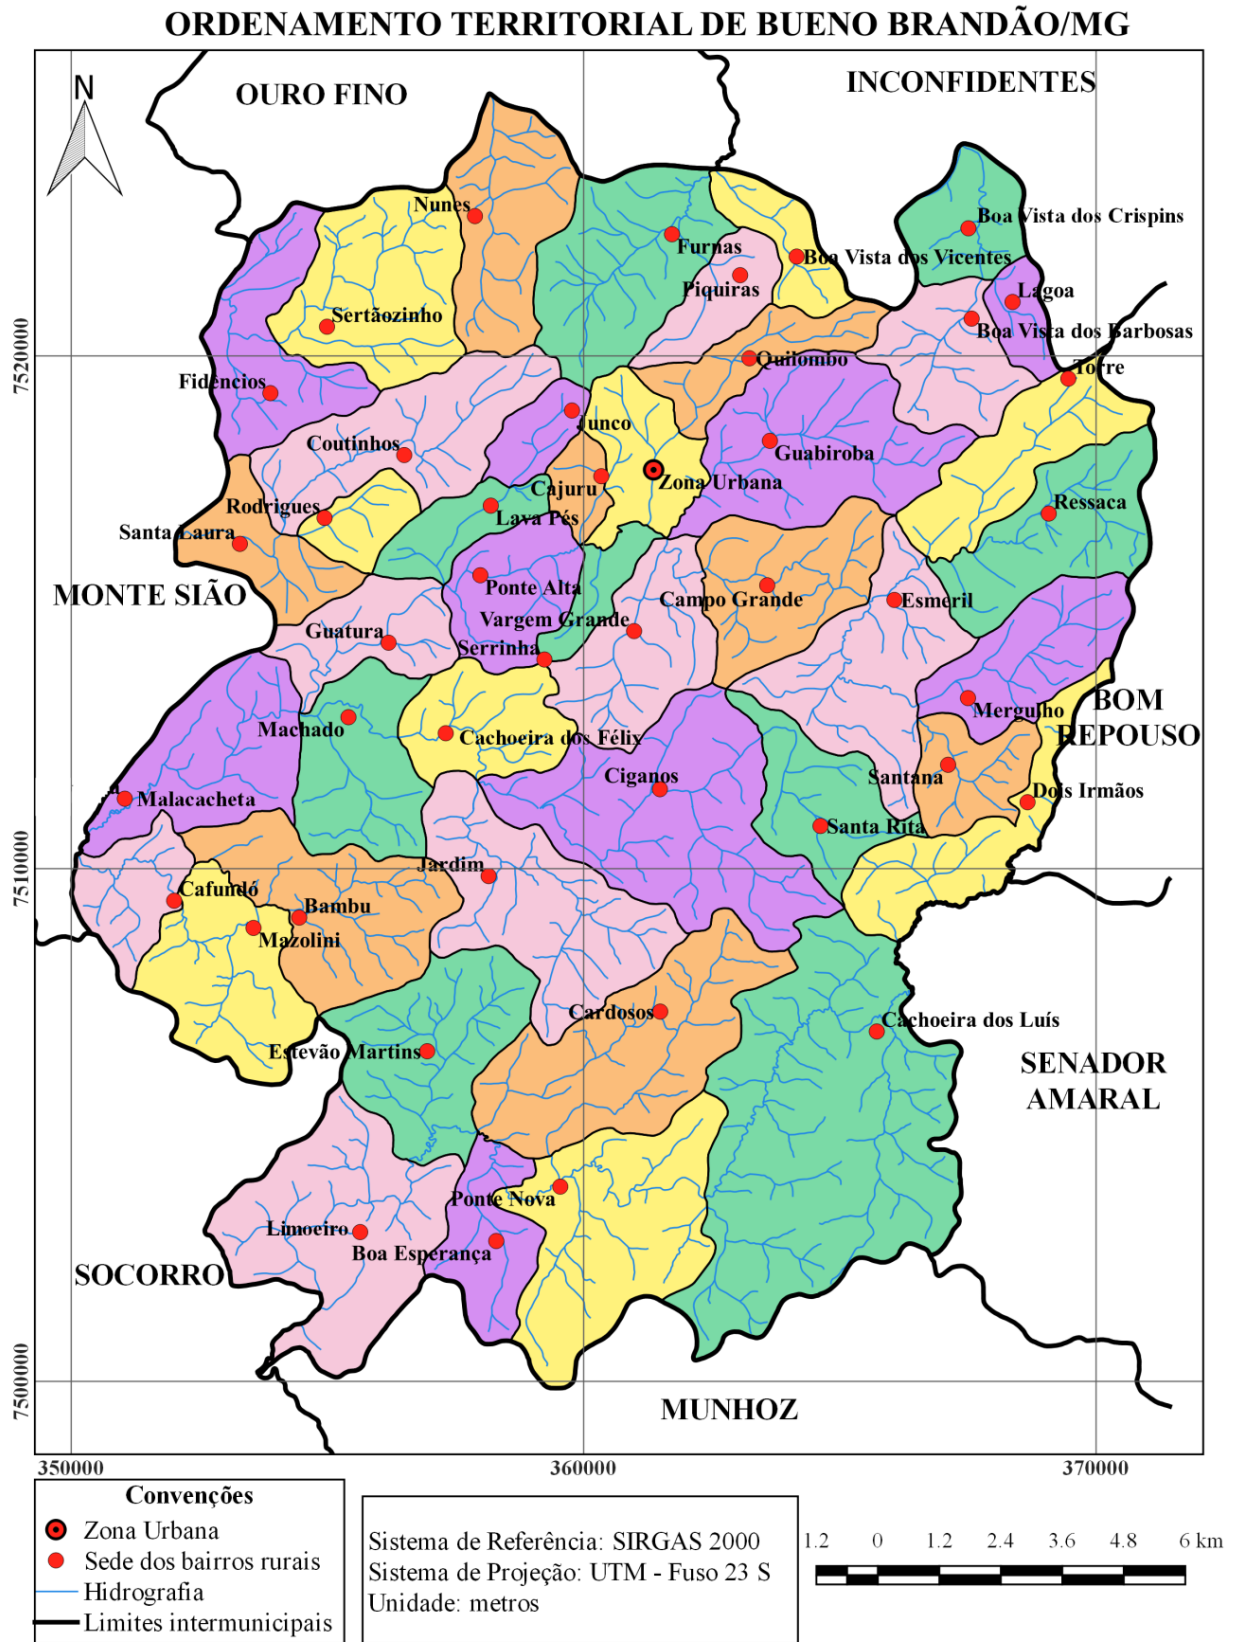 ORDENAMENTO TERRITORIAL DE BUENO BRANDÃO/MG
N
OURO FINO
INCONFIDENTES
Nunes
Boa Vista dos Crispins
Furnas
Boa Vista dos Vicentes
Piquiras
Lagoa
Sertãozinho
Boa Vista dos Barbosas
7520000
Quilombo
Torre
Fidêncios
Junco
Coutinhos
Guabiroba
Zona Urbana
Cajuru
Rodrigues
Lava Pés
Ressaca
Santa Laura
MONTE SIÃO
Ponte Alta
Campo Grande
Esmeril
Vargem Grande
Guatura
Serrinha
BOM
REPOUSO
Mergulho
Machado
Cachoeira dos Félix
Ciganos
Santana
Dois Irmãos
Malacacheta
Santa Rita
7510000
Jardim
Cafundó
Bambu
Mazolini
Cardosos
Cachoeira dos Luís
Estevão Martins
SENADOR
AMARAL
Ponte Nova
Limoeiro
Boa Esperança
SOCORRO
7500000
MUNHOZ
350000
360000
370000
Convenções
Zona Urbana
Sede dos bairros rurais
Hidrografia
Limites intermunicipais
Sistema de Referência: SIRGAS 2000
Sistema de Projeção: UTM - Fuso 23 S
Unidade: metros
1.2 0 1.2 2.4 3.6 4.8 6 km